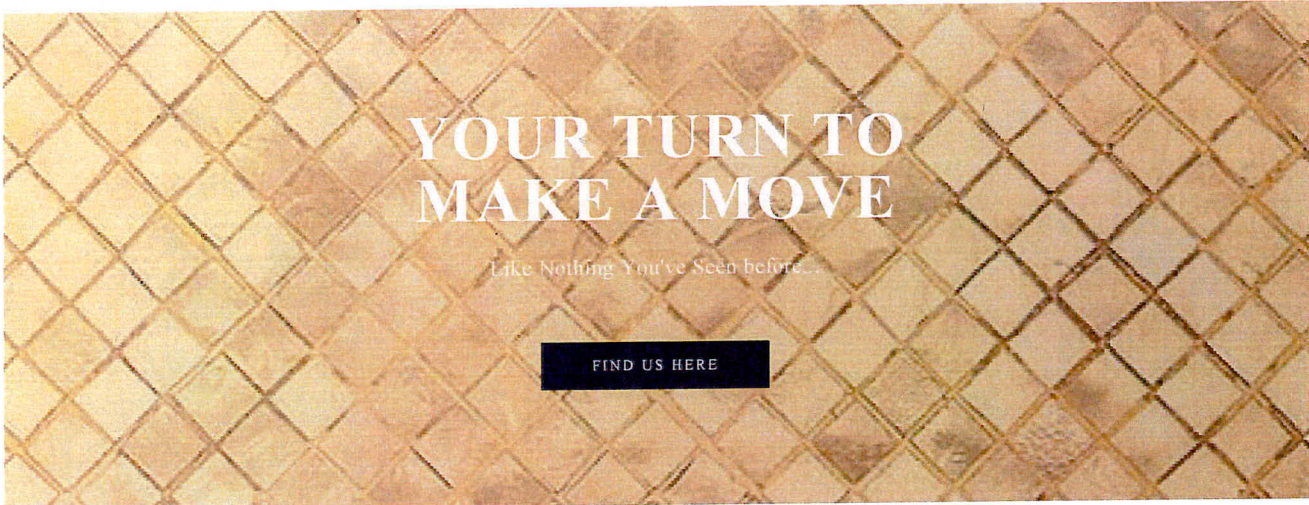 YOUR TURN TO
MAKE A MOVE
Like Nothing You've Seen before...
FIND US HERE